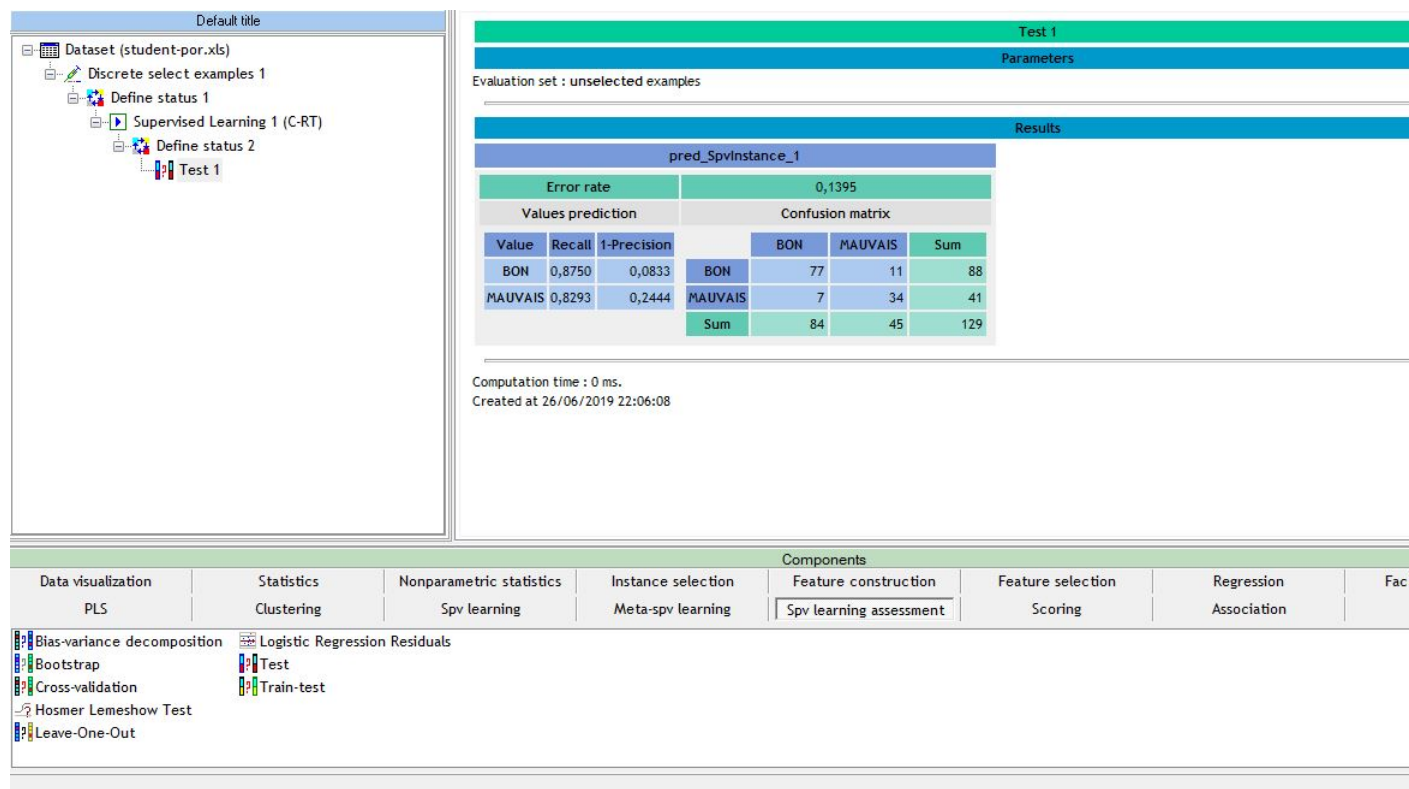 Default title
Dataset (student-por.xls)
Discrete select examples 1
Define status 1
Supervised Learning 1 (C-RT)
Define status 2
Test 1
Test 1
Parameters
Evaluation set : unselected examples
Results
pred_SpvInstance_1
Error rate 0,1395
Values prediction Confusion matrix
Value Recall 1-Precision BON MAUVAIS Sum
BON 0,8750 0,0833 BON 77 11 88
MAUVAIS 0,8293 0,2444 MAUVAIS 7 34 41
Sum 84 45 129
Computation time : 0 ms.
Created at 26/06/2019 22:06:08
Components
Data visualization Statistics Nonparametric statistics Instance selection Feature construction Feature selection Regression Fac
PLS Clustering Spv learning Meta-spv learning Spv learning assessment Scoring Association
Bias-variance decomposition Logistic Regression Residuals
Bootstrap Test
Cross-validation Train-test
Hosmer Lemeshow Test
Leave-One-Out